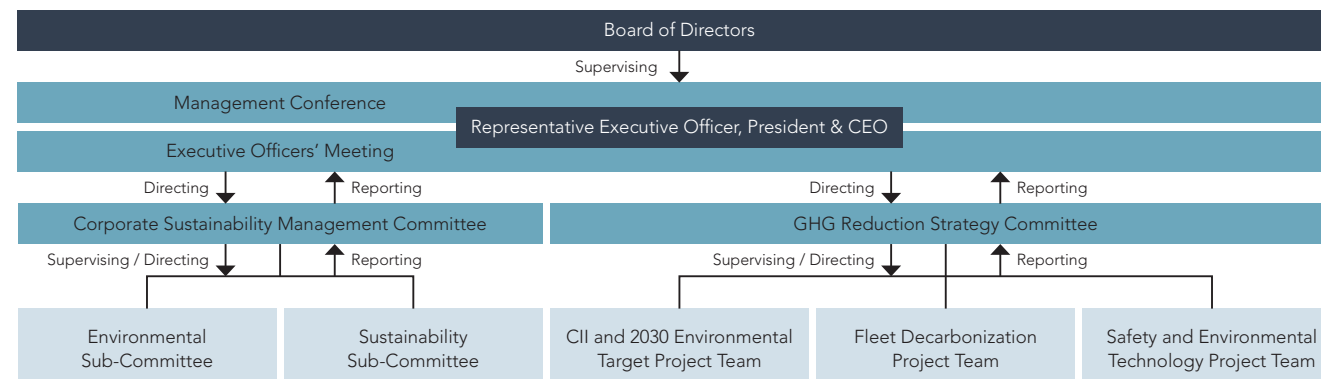 Board of Directors
Supervising
Management Conference
Representative Executive Officer, President & CEO
Executive Officers' Meeting
Directing
Reporting
Directing
Reporting
Corporate Sustainability Management Committee
GHG Reduction Strategy Committee
Supervising / Directing
Reporting
Supervising / Directing
Reporting
Environmental
Sub-Committee
Sustainability
Sub-Committee
CII and 2030 Environmental
Target Project Team
Fleet Decarbonization
Project Team
Safety and Environmental
Technology Project Team